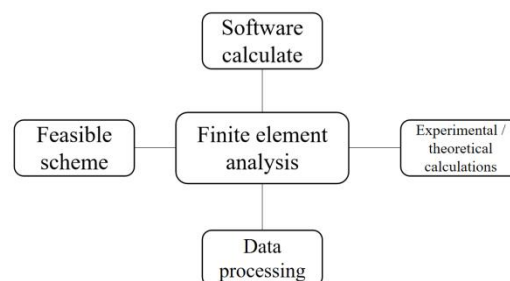 Software
calculate
Feasible
scheme
Finite element
analysis
Experimental /
theoretical
calculations
Data
processing